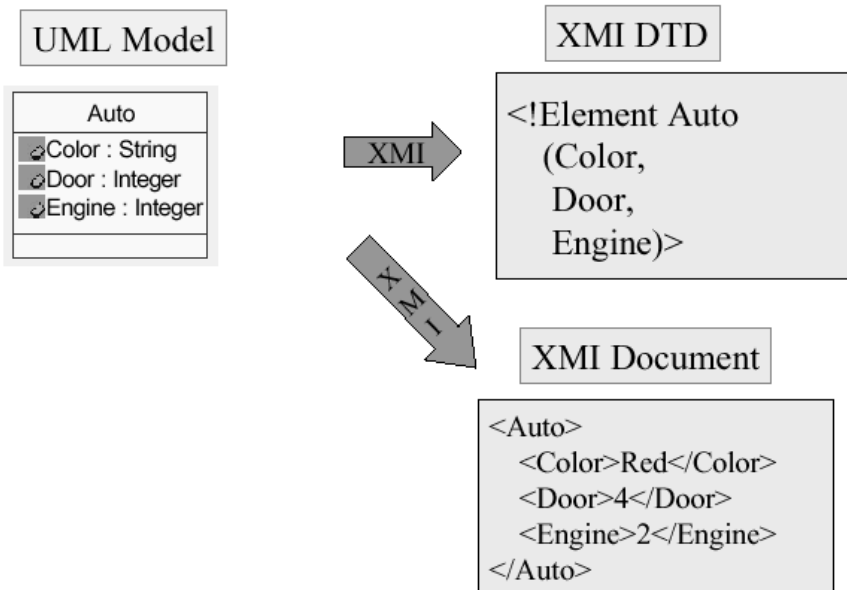 UML Model
Auto
Color : String
Door : Integer
Engine : Integer
XMI
XMI
XMI DTD
<!Element Auto
(Color,
Door,
Engine)>
XMI Document
<Auto>
<Color>Red</Color>
<Door>4</Door>
<Engine>2</Engine>
</Auto>